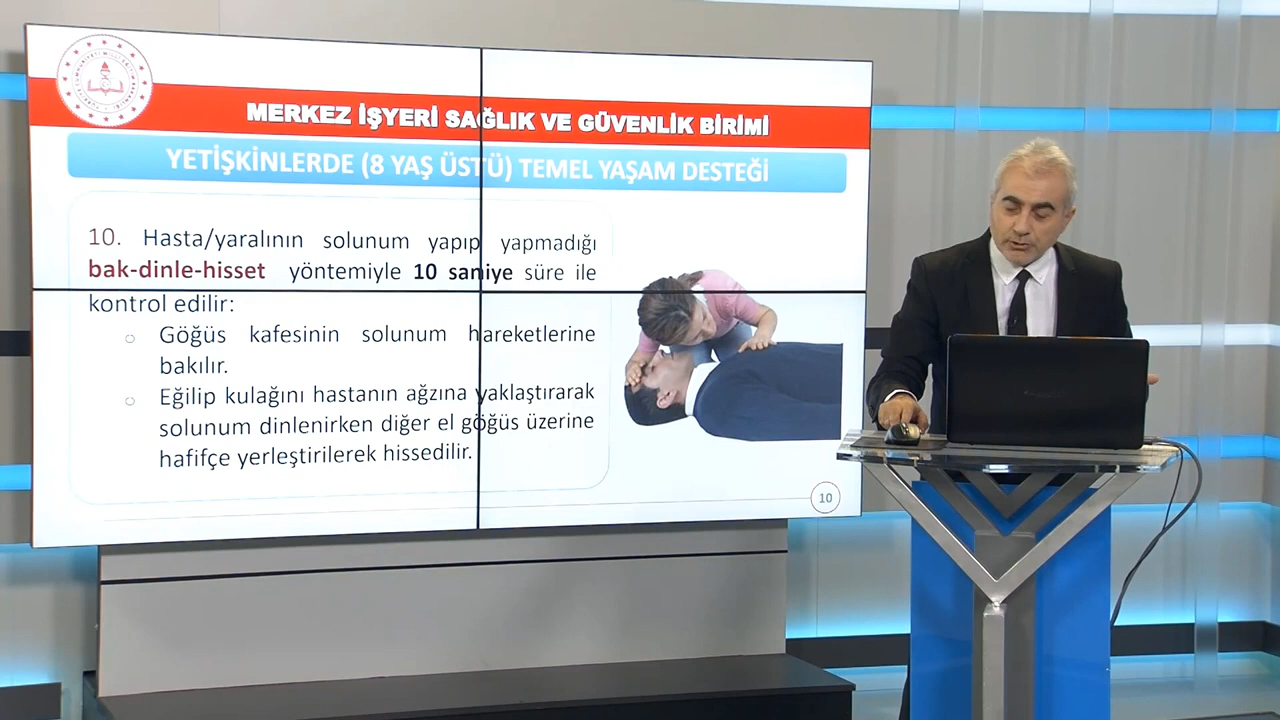 MERKEZ İŞYERİ SAĞLIK VE GÜVENLİK BİRİMİ
YETİŞKİNLERDE (8 YAŞ ÜSTÜ) TEMEL YAŞAM DESTEĞİ
10. Hasta/yaralının solunum yapıp yapmadığı
bak-dinle-hisset yöntemiyle 10 saniye süre ile
kontrol edilir:
Göğüs kafesinin solunum hareketlerine
bakılır.
Eğilip kulağını hastanın ağzına yaklaştırarak
solunum dinlenirken diğer el göğüs üzerine
hafifçe yerleştirilerek hissedilir.
10